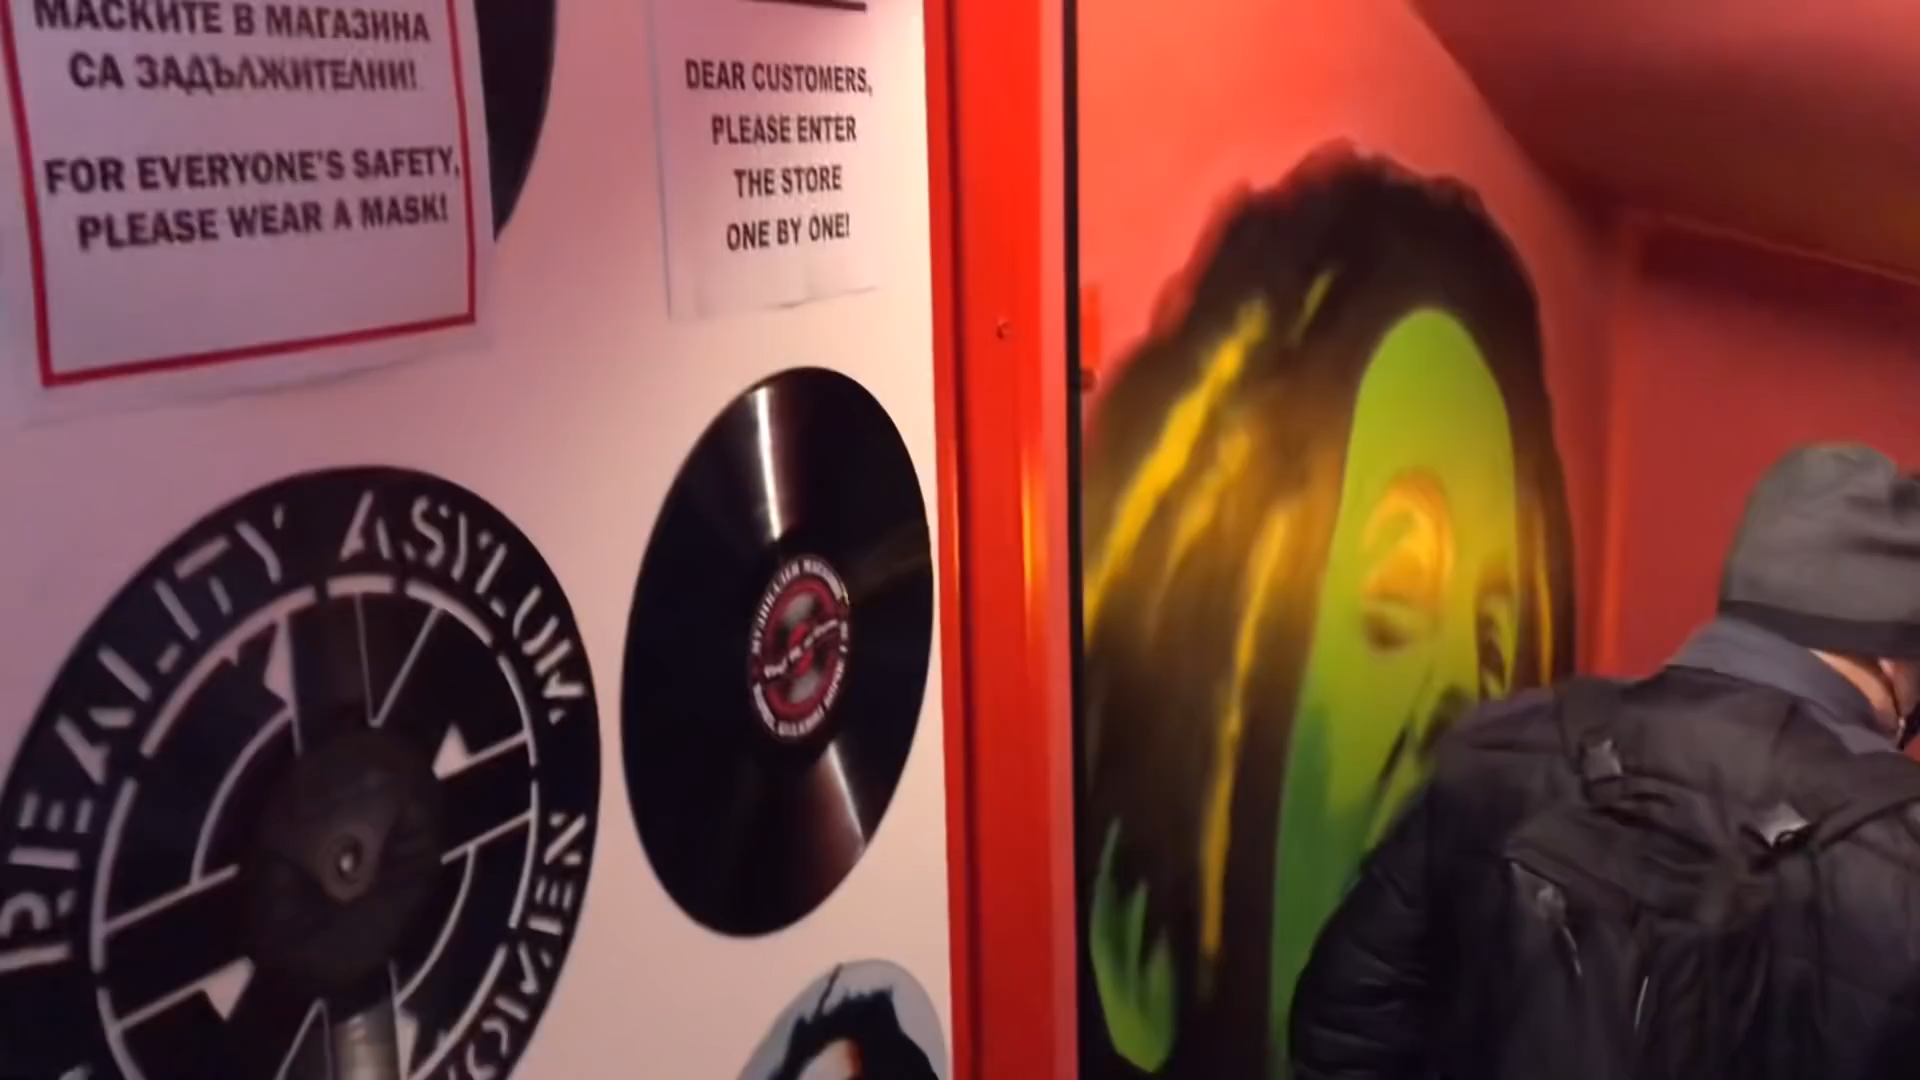 МАСКИТЕ В МАГАЗИНА
СА ЗАДЪЛЖИТЕЛНИ!
FOR EVERYONE'S SAFETY,
PLEASE WEAR A MASK!
DEAR CUSTOMERS,
PLEASE ENTER
THE STORE
ONE BY ONE!
REALITY ASYLUM